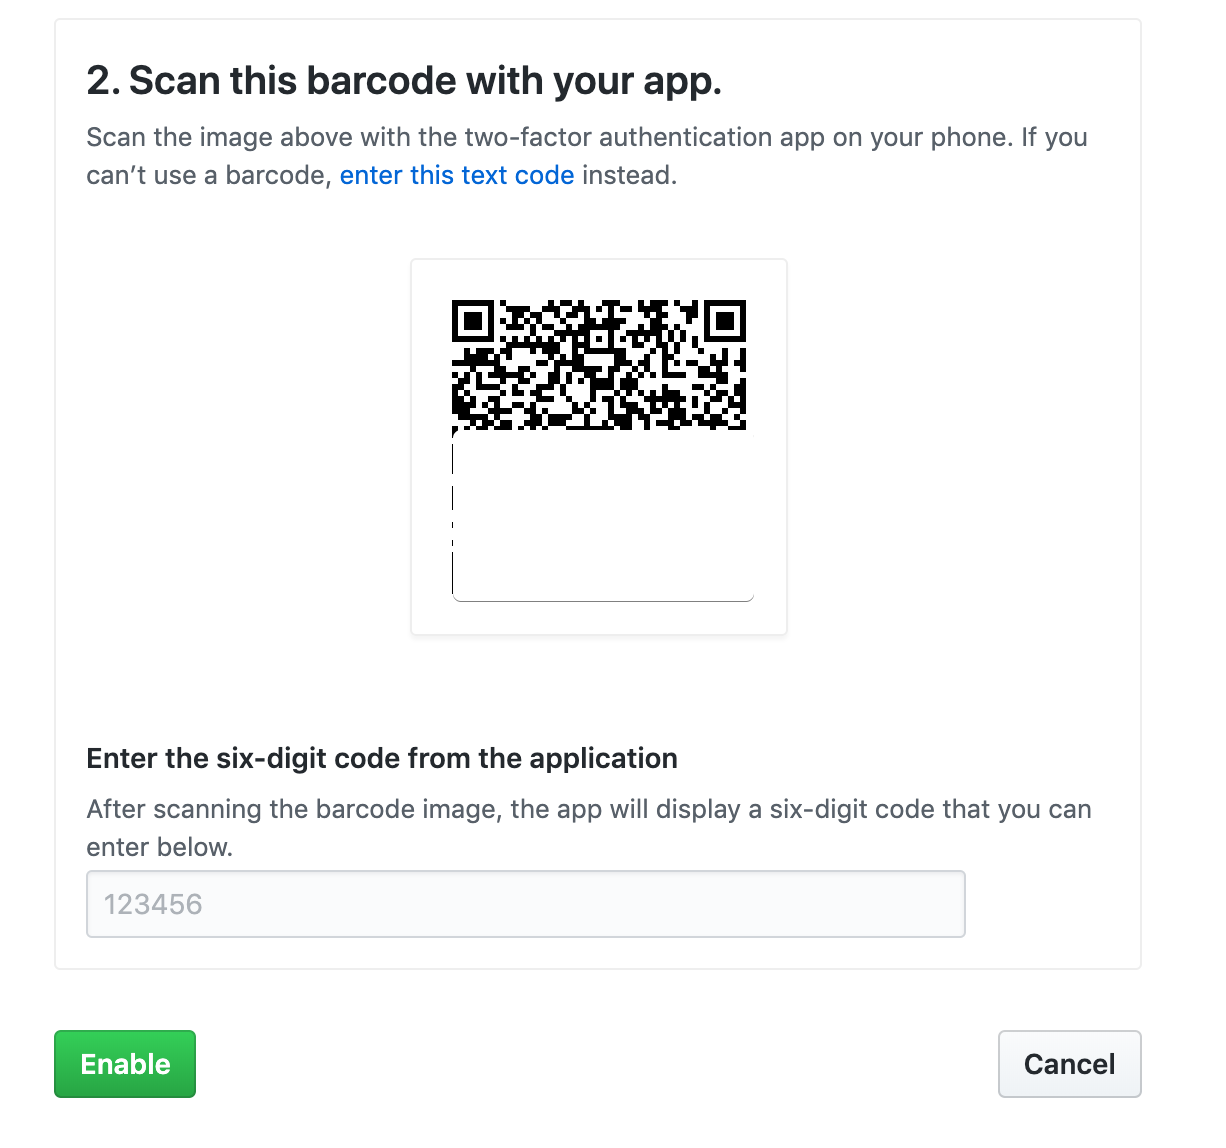 2. Scan this barcode with your app.
Scan the image above with the two-factor authentication app on your phone. If you
can’t use a barcode, enter this text code instead.
Enter the six-digit code from the application
After scanning the barcode image, the app will display a six-digit code that you can
enter below.
123456
Enable
Cancel